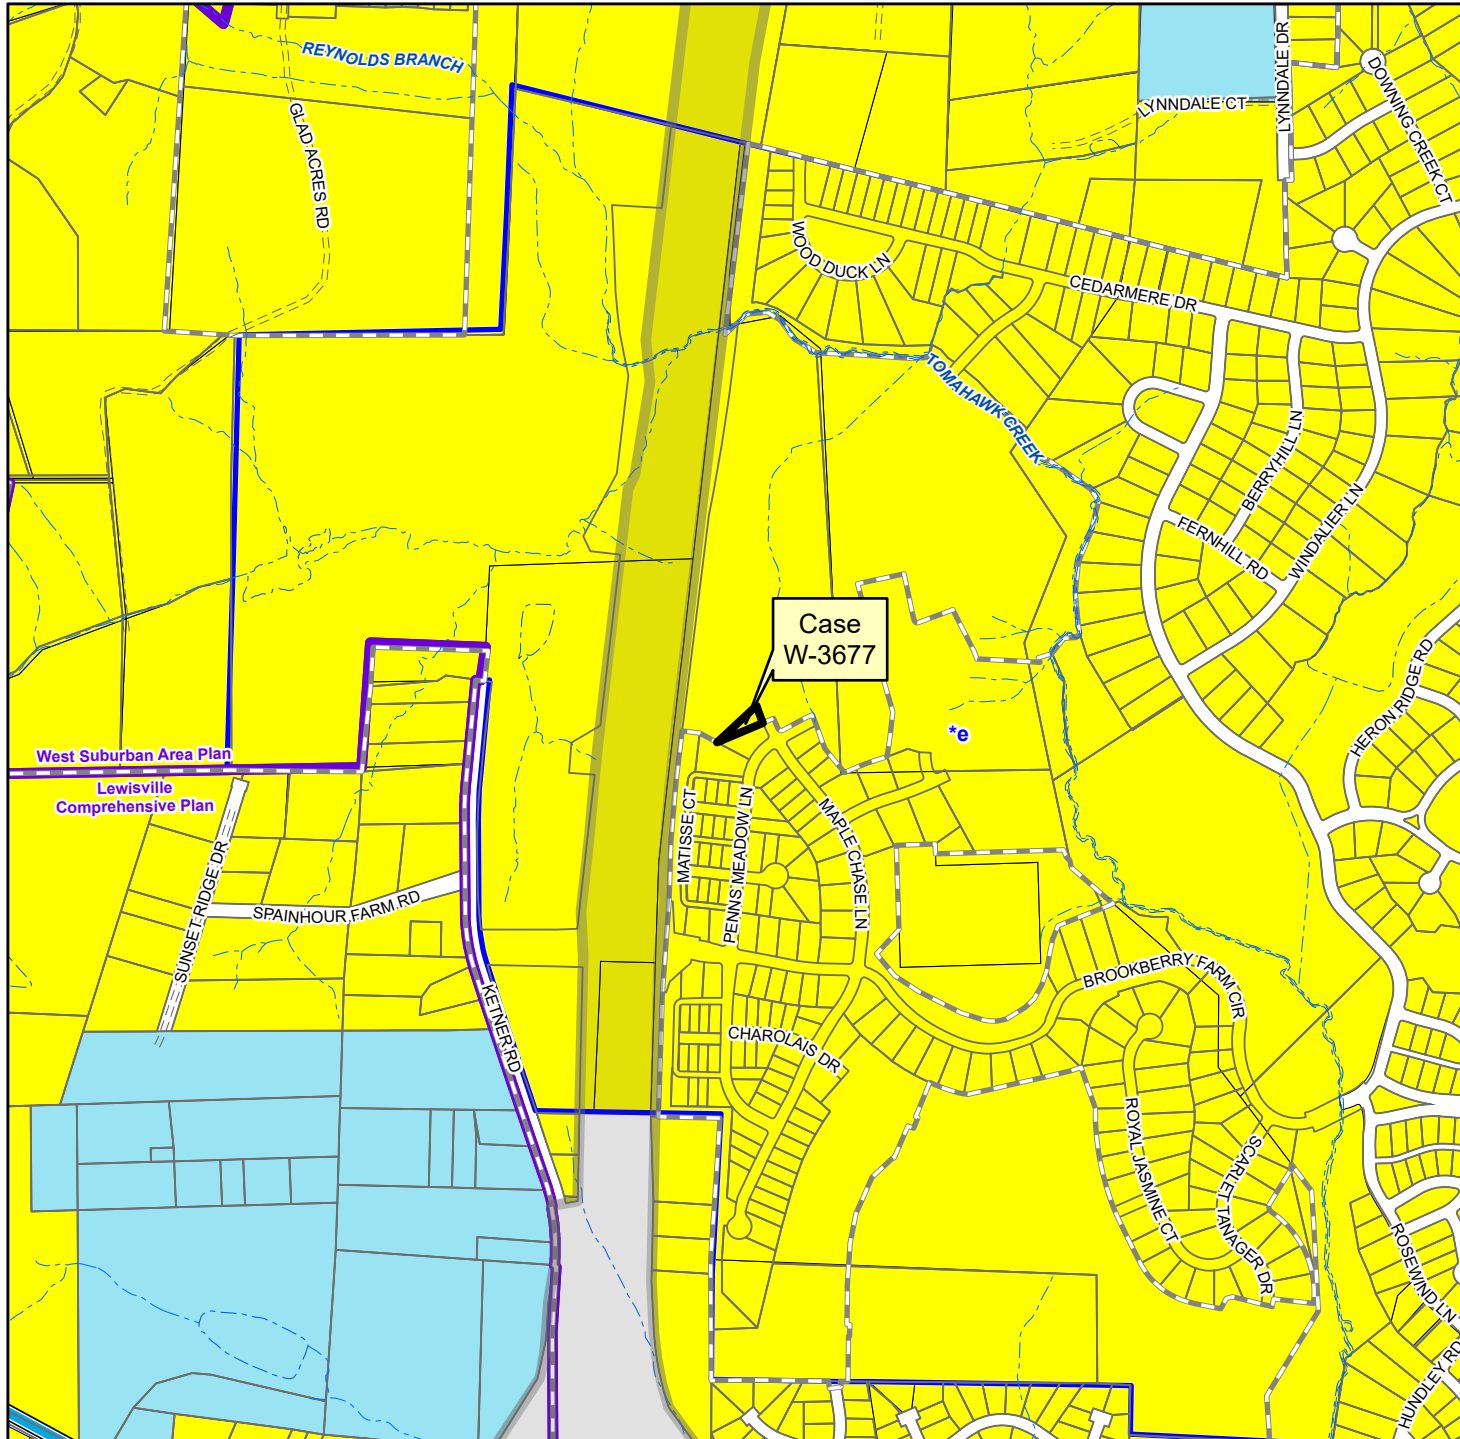 REYNOLDS BRANCH
GLAD ACRES RD
LYNNDALE CT
LYNNDALE DR
DOWNING CREEK CT
WOOD DUCK LN
CEDARMERE DR
TOMAHAWK CREEK
BERRYHILL LN
WINDALIER LN
FERNHILL RD
HERON RIDGE RD
Case
W-3677
*e
West Suburban Area Plan
Lewisville
Comprehensive Plan
MATISSE CT
PENNS MEADOW LN
MAPLE CHASE LN
SUNSET RIDGE DR
SPAINHOUR FARM RD
KETNER RD
CHAROLAIS DR
BROOKBERRY FARM CIR
ROYAL JASMINE CT
SCARLET TANAGER DR
ROSEWIND LN
HUNDLEY RD